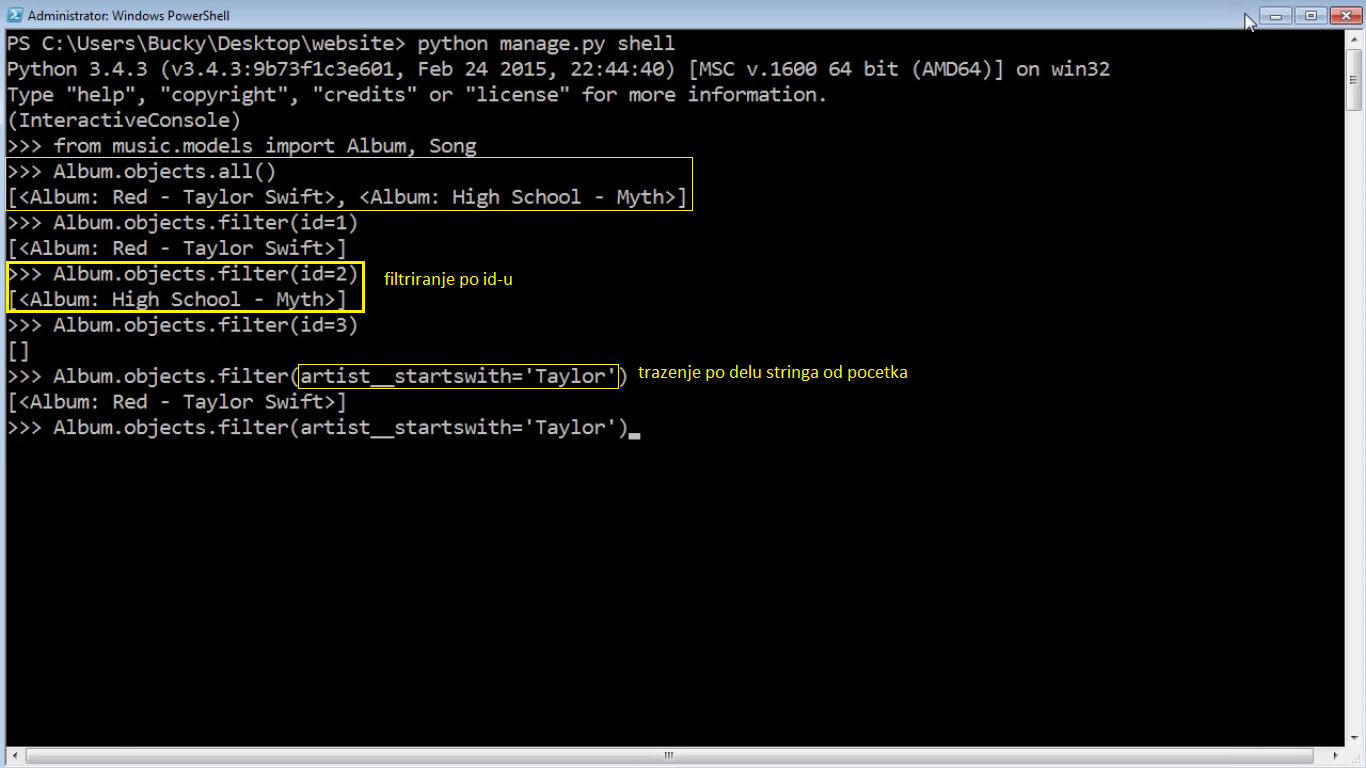 Administrator: Windows PowerShell
PS C:\Users\Bucky\Desktop\website> python manage.py shell
Python 3.4.3 (v3.4.3:9b73f1c3e601, Feb 24 2015, 22:44:40) [MSC v.1600 64 bit (AMD64)] on win32
Type "help", "copyright", "credits" or "license" for more information.
(InteractiveConsole)
>>> from music.models import Album, Song
>>> Album.objects.all()
[<Album: Red - Taylor Swift>, <Album: High School - Myth>]
>>> Album.objects.filter(id=1)
[<Album: Red - Taylor Swift>]
>>> Album.objects.filter(id=2) filtriranje po id-u
[<Album: High School - Myth>]
>>> Album.objects.filter(id=3)
[]
>>> Album.objects.filter(artist__startswith='Taylor') trazenje po delu stringa od pocetka
[<Album: Red - Taylor Swift>]
>>> Album.objects.filter(artist__startswith='Taylor')